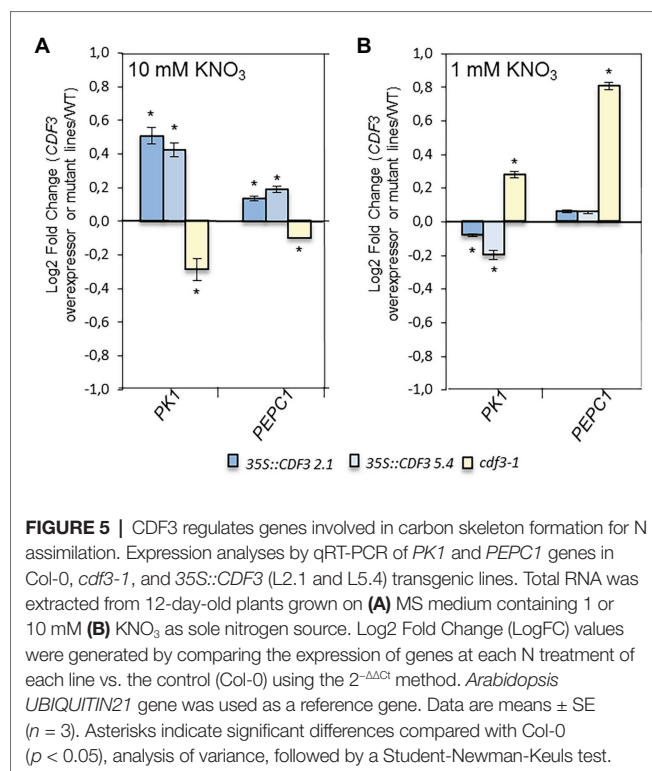 A
B
10 mM KNO₃
1 mM KNO₃
Log2 Fold Change (CDF3
overexpressor or mutant lines/WT)
1,0
0,8
0,6
0,4
0,2
0,0
-0,2
-0,4
-0,6
-0,8
-1,0
* * * * * *
PK1
PEPC1
Log2 Fold Change (CDF3
overexpressor or mutant lines/WT)
1,0
0,8
0,6
0,4
0,2
0,0
-0,2
-0,4
-0,6
-0,8
-1,0
* * * *
PK1
PEPC1
35S::CDF3 2.1 35S::CDF3 5.4 cdf3-1
FIGURE 5 | CDF3 regulates genes involved in carbon skeleton formation for N
assimilation. Expression analyses by qRT-PCR of PK1 and PEPC1 genes in
Col-0, cdf3-1, and 35S::CDF3 (L2.1 and L5.4) transgenic lines. Total RNA was
extracted from 12-day-old plants grown on (A) MS medium containing 1 or
10 mM (B) KNO₃ as sole nitrogen source. Log2 Fold Change (LogFC) values
were generated by comparing the expression of genes at each N treatment of
each line vs. the control (Col-0) using the 2⁻ΔΔCt method. Arabidopsis
UBIQUITIN21 gene was used as a reference gene. Data are means ± SE
(n = 3). Asterisks indicate significant differences compared with Col-0
(p < 0.05), analysis of variance, followed by a Student-Newman-Keuls test.